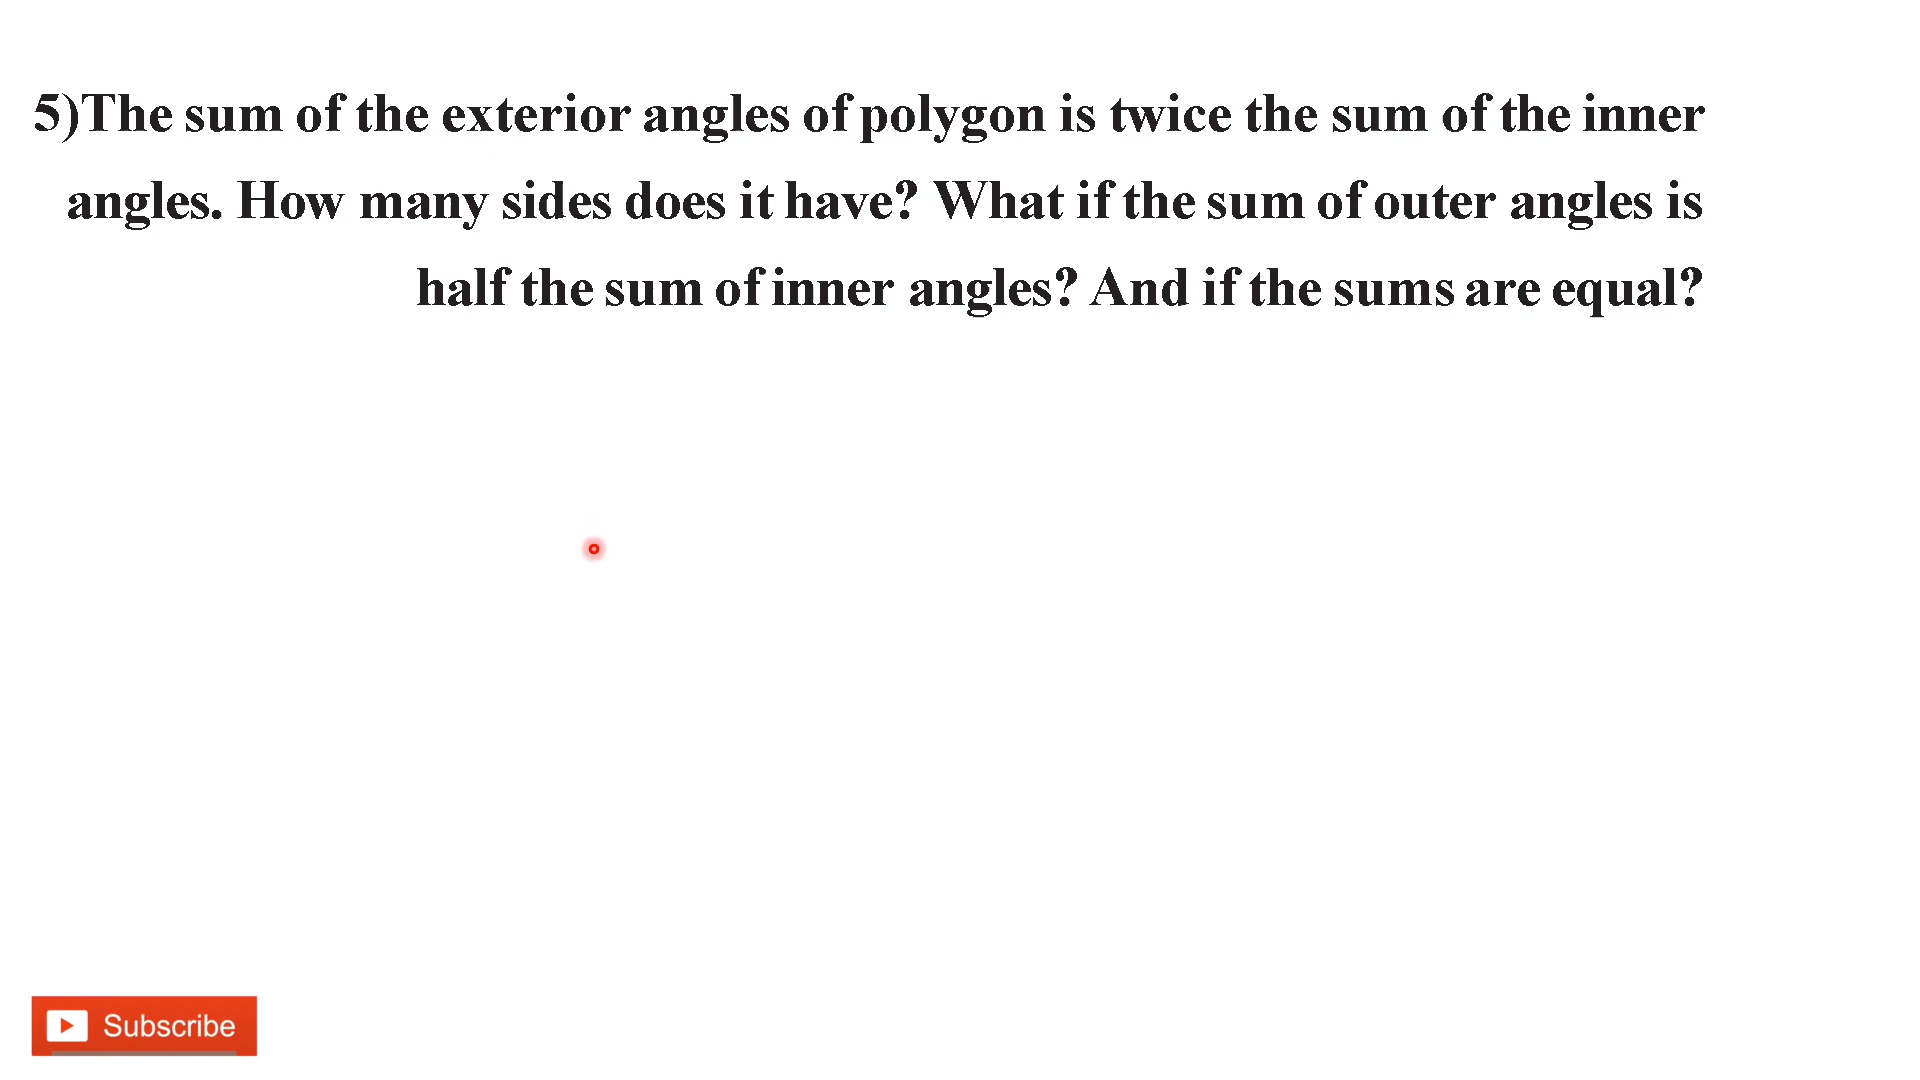 5)The sum of the exterior angles of polygon is twice the sum of the inner
angles. How many sides does it have? What if the sum of outer angles is
half the sum of inner angles? And if the sums are equal?
Subscribe